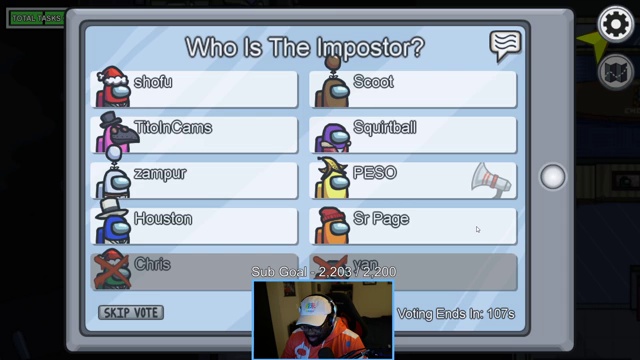 TOTAL TASKS
Who Is The Impostor?
shofu
Scoot
TitoInCams
Squirtball
zampur
PESO
Houston
Sr Page
Chris
yap
Sub Goal - 2,203 / 2,200
SKIP VOTE
Voting Ends In: 107s